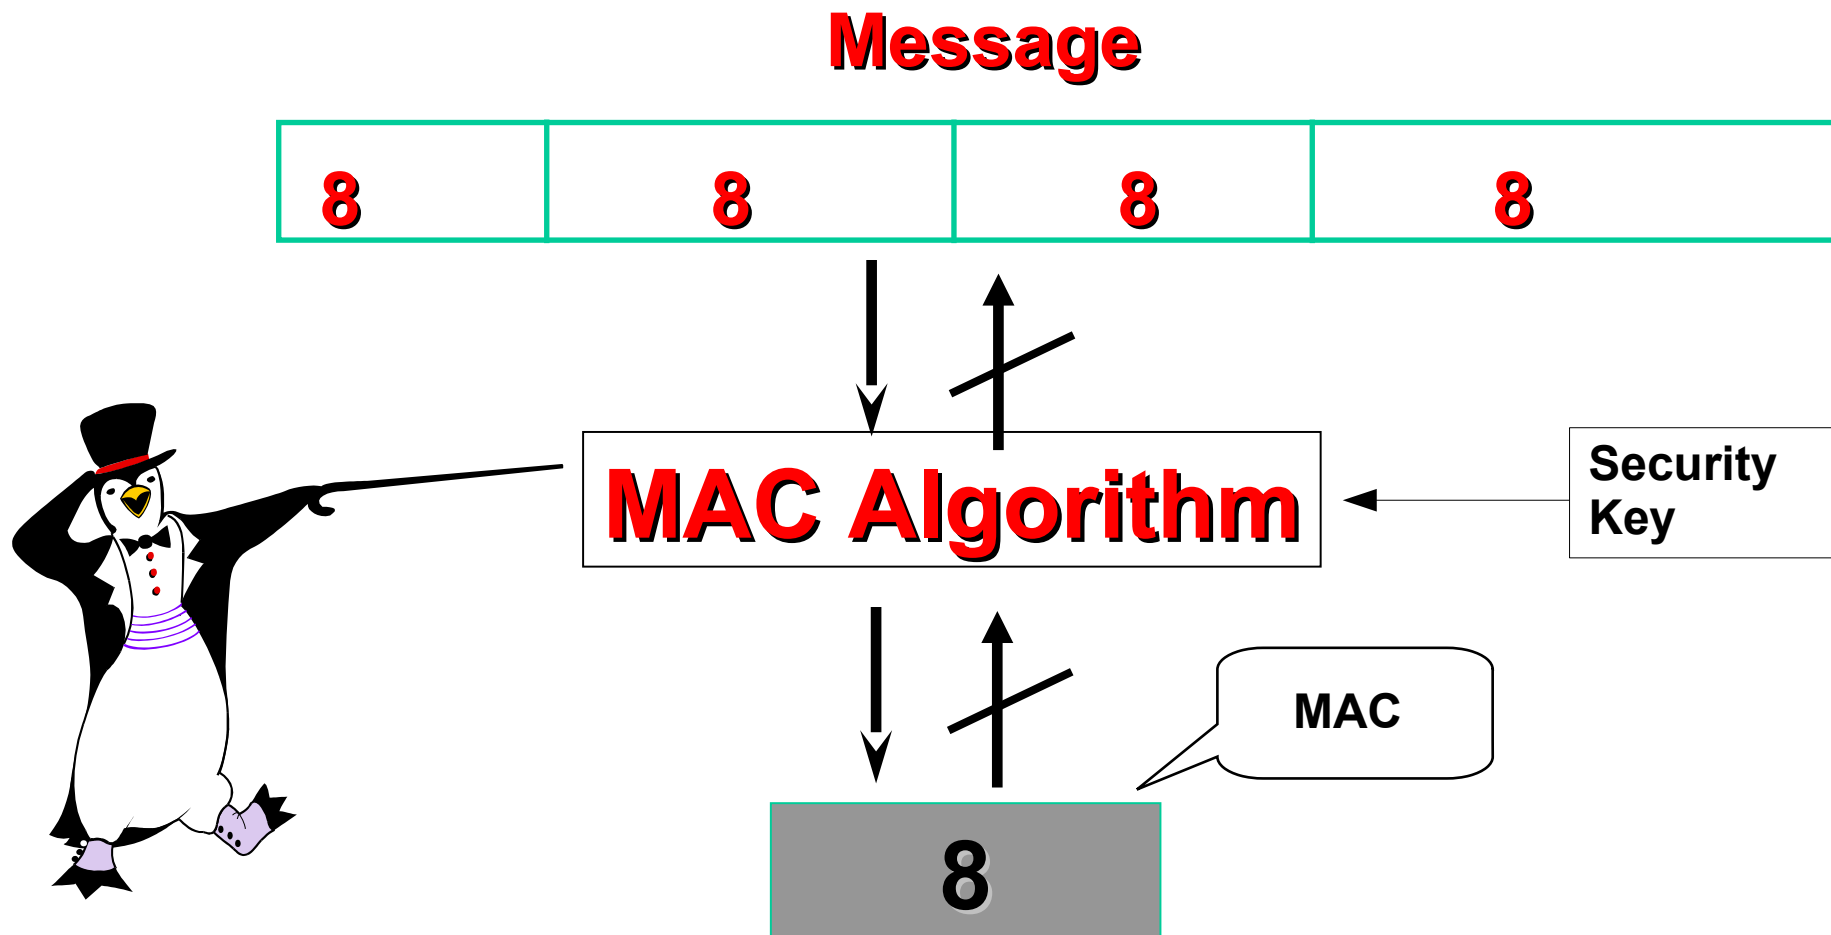 Message
8 8 8 8
MAC Algorithm
Security
Key
MAC
8